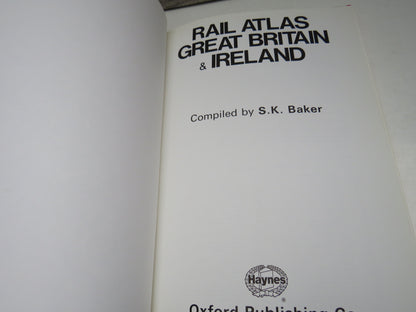 RAIL ATLAS
GREAT BRITAIN
& IRELAND
Compiled by S.K. Baker
Haynes
Oxford Publishing Co